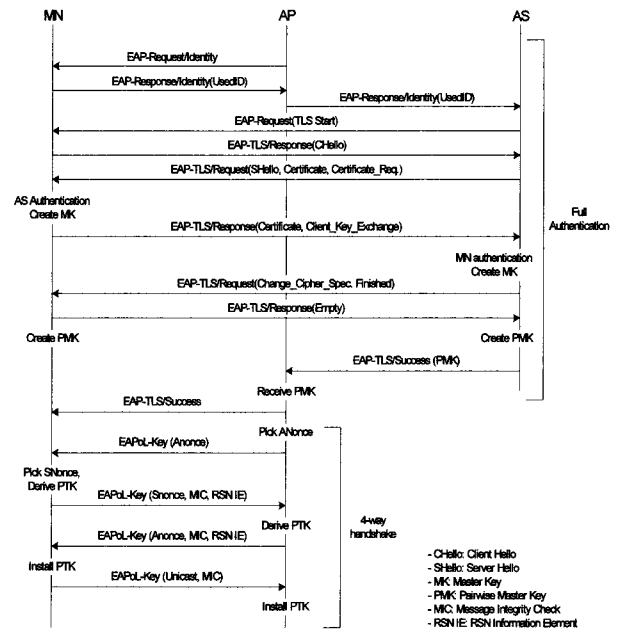 MN
AP
AS
EAP-Request/Identity
EAP-Response/Identity(UsedID)
EAP-Response/Identity(UsedID)
EAP-Request(TLS Start)
EAP-TLS/Response(CHello)
EAP-TLS/Request(SHello, Certificate, Certificate_Req.)
AS Authentication
Create MK
EAP-TLS/Response(Certificate, Client_Key_Exchange)
MN authentication
Create MK
Full
Authentication
EAP-TLS/Request(Change_Cipher_Spec. Finished)
EAP-TLS/Response(Empty)
Create PMK
Create PMK
EAP-TLS/Success (PMK)
Receive PMK
EAP-TLS/Success
Pick ANonce
EAPoL-Key (Anonce)
Pick SNonce,
Derive PTK
EAPoL-Key (Snonce, MIC, RSN IE)
Derive PTK
EAPoL-Key (Anonce, MIC, RSN IE)
Install PTK
EAPoL-Key (Unicast, MIC)
Install PTK
4-way
handshake
- CHello: Client Hello
- SHello: Server Hello
- MK: Master Key
- PMK: Pairwise Master Key
- MIC: Message Integrity Check
- RSN IE: RSN Information Element